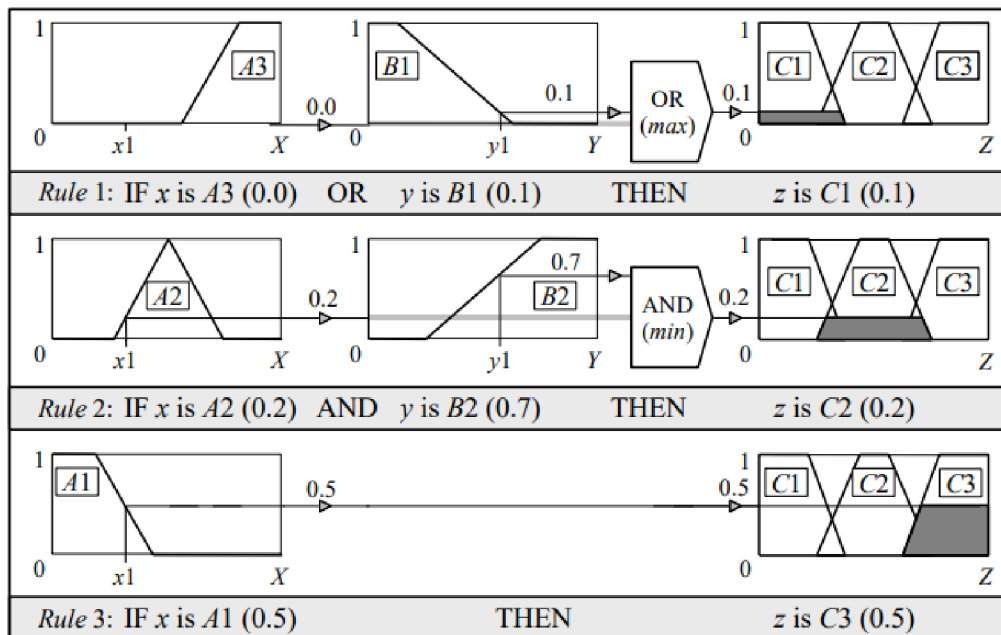 1 A3 1 B1 0.1 OR (max) 0.1 1 C1 C2 C3
0 x1 X 0.0 0 y1 Y 0 Z
Rule 1: IF x is A3 (0.0) OR y is B1 (0.1) THEN z is C1 (0.1)
1 A2 0.2 1 0.7 B2 AND (min) 0.2 1 C1 C2 C3
0 x1 X 0 y1 Y 0 Z
Rule 2: IF x is A2 (0.2) AND y is B2 (0.7) THEN z is C2 (0.2)
1 A1 0.5 0.5 1 C1 C2 C3
0 x1 X 0 Z
Rule 3: IF x is A1 (0.5) THEN z is C3 (0.5)